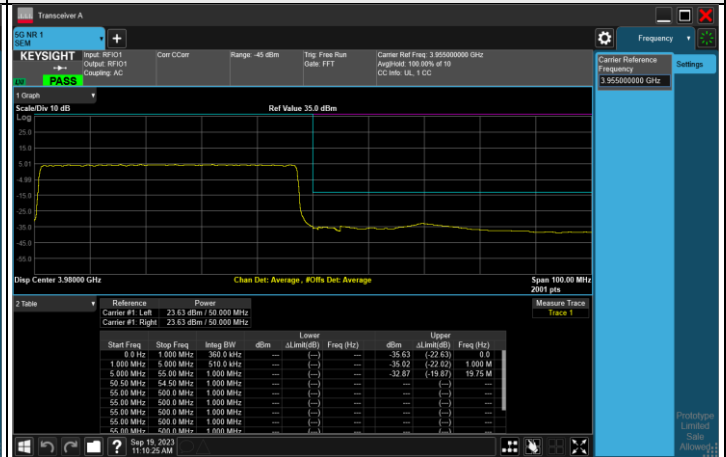 Transceiver A
5G NR 1
SEM
Frequency
KEYSIGHT
Input: RFIO1
Output: RFIO1
Coupling: AC
Corr CCorr
Range: -45 dBm
Trig: Free Run
Gate: FFT
Carrier Ref Freq: 3.955000000 GHz
Avg|Hold: 100.00% of 10
CC Info: UL, 1 CC
PASS
Carrier Reference
Frequency
3.955000000 GHz
Settings
1 Graph
Scale/Div 10 dB
Ref Value 35.0 dBm
Log
25.0
15.0
5.01
-4.99
-15.0
-25.0
-35.0
-45.0
-55.0
Disp Center 3.98000 GHz
Chan Det: Average, #Offs Det: Average
Span 100.00 MHz
2001 pts
2 Table
Reference Power
Carrier #1: Left 23.63 dBm / 50.000 MHz
Carrier #1: Right 23.63 dBm / 50.000 MHz
Measure Trace
Trace 1
Lower Upper
Start Freq Stop Freq Integ BW dBm ΔLimit(dB) Freq (Hz) dBm ΔLimit(dB) Freq (Hz)
0.0 Hz 1.000 MHz 360.0 kHz --- (---) --- -35.63 (-22.63) 0.0
1.000 MHz 5.000 MHz 510.0 kHz --- (---) --- -35.02 (-22.02) 1.000 M
5.000 MHz 55.00 MHz 1.000 MHz --- (---) --- -32.87 (-19.87) 19.75 M
50.50 MHz 54.50 MHz 1.000 MHz --- (---) --- --- (---) ---
55.00 MHz 500.0 MHz 1.000 MHz --- (---) --- --- (---) ---
55.00 MHz 500.0 MHz 1.000 MHz --- (---) --- --- (---) ---
55.00 MHz 500.0 MHz 1.000 MHz --- (---) --- --- (---) ---
55.00 MHz 500.0 MHz 1.000 MHz --- (---) --- --- (---) ---
55.00 MHz 500.0 MHz 1.000 MHz --- (---) --- --- (---) ---
Sep 19, 2023
11:10:25 AM
Prototype
Limited
Sale
Allowed